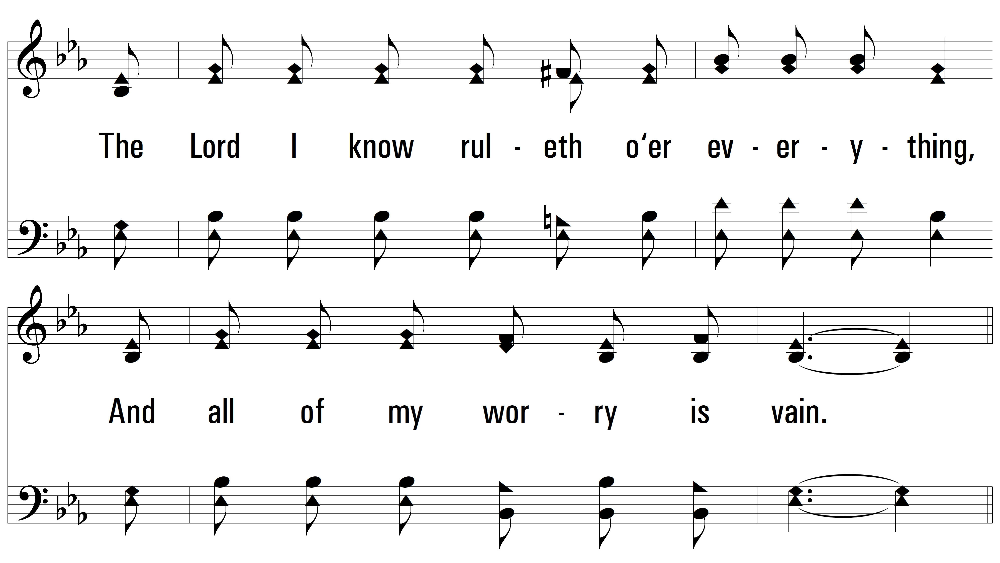 The Lord I know rul - eth o‘er ev - er - y - thing,
And all of my wor - ry is vain.